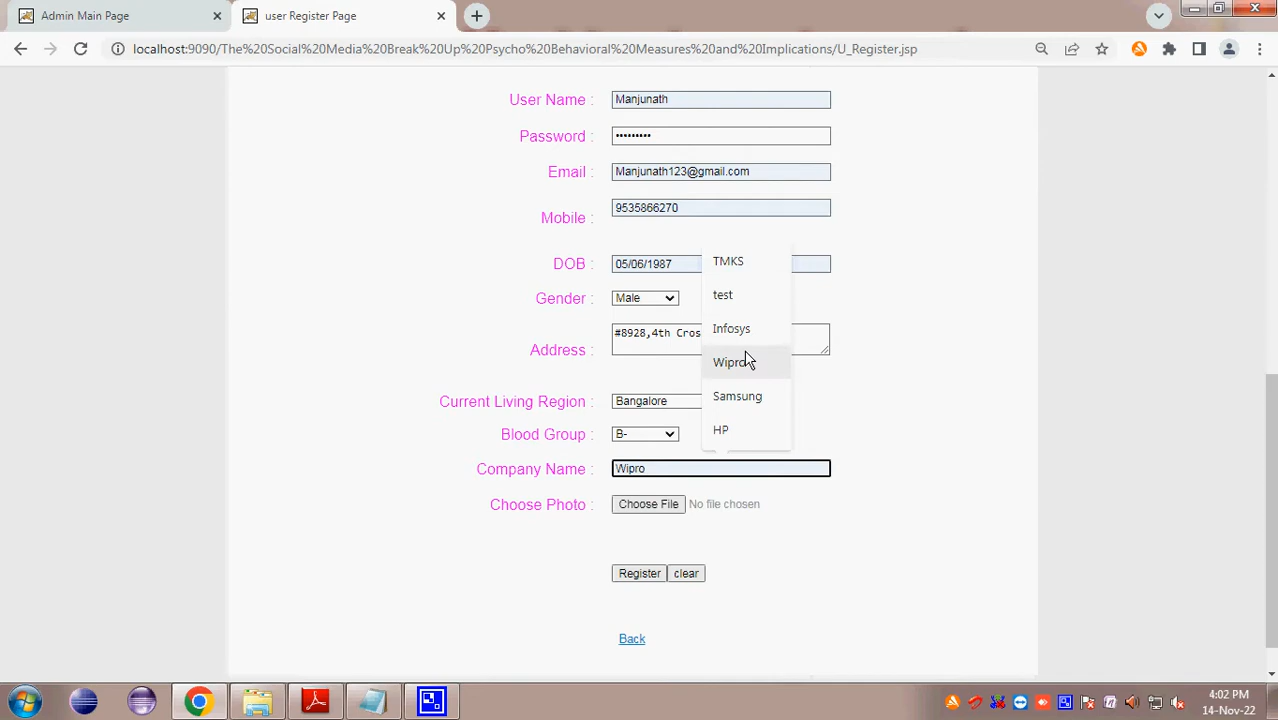 Admin Main Page
user Register Page
localhost:9090/The%20Social%20Media%20Break%20Up%20Psycho%20Behavioral%20Measures%20and%20Implications/U_Register.jsp
User Name : Manjunath
Password : •••••••••
Email : Manjunath123@gmail.com
Mobile : 9535866270
DOB : 05/06/1987
Gender : Male
Address : #8928,4th Cros
Current Living Region : Bangalore
Blood Group : B-
Company Name : Wipro
TMKS
test
Infosys
Wipro
Samsung
HP
Choose Photo : Choose File No file chosen
Register clear
Back
4:02 PM
14-Nov-22